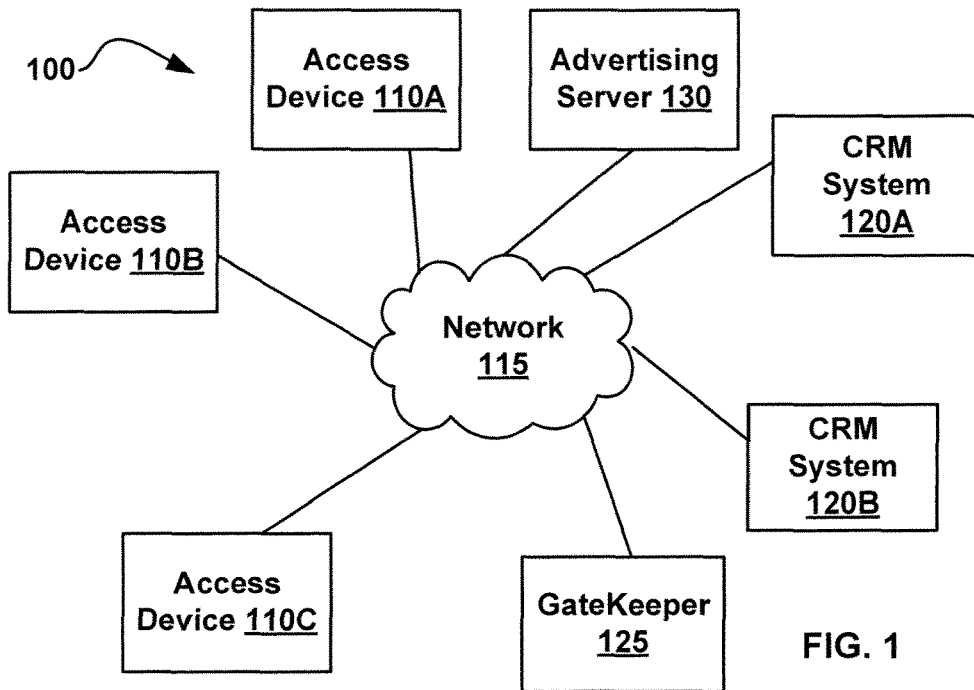 100
Access
Device 110A
Advertising
Server 130
CRM
System
120A
Access
Device 110B
Network
115
CRM
System
120B
Access
Device 110C
GateKeeper
125
FIG. 1